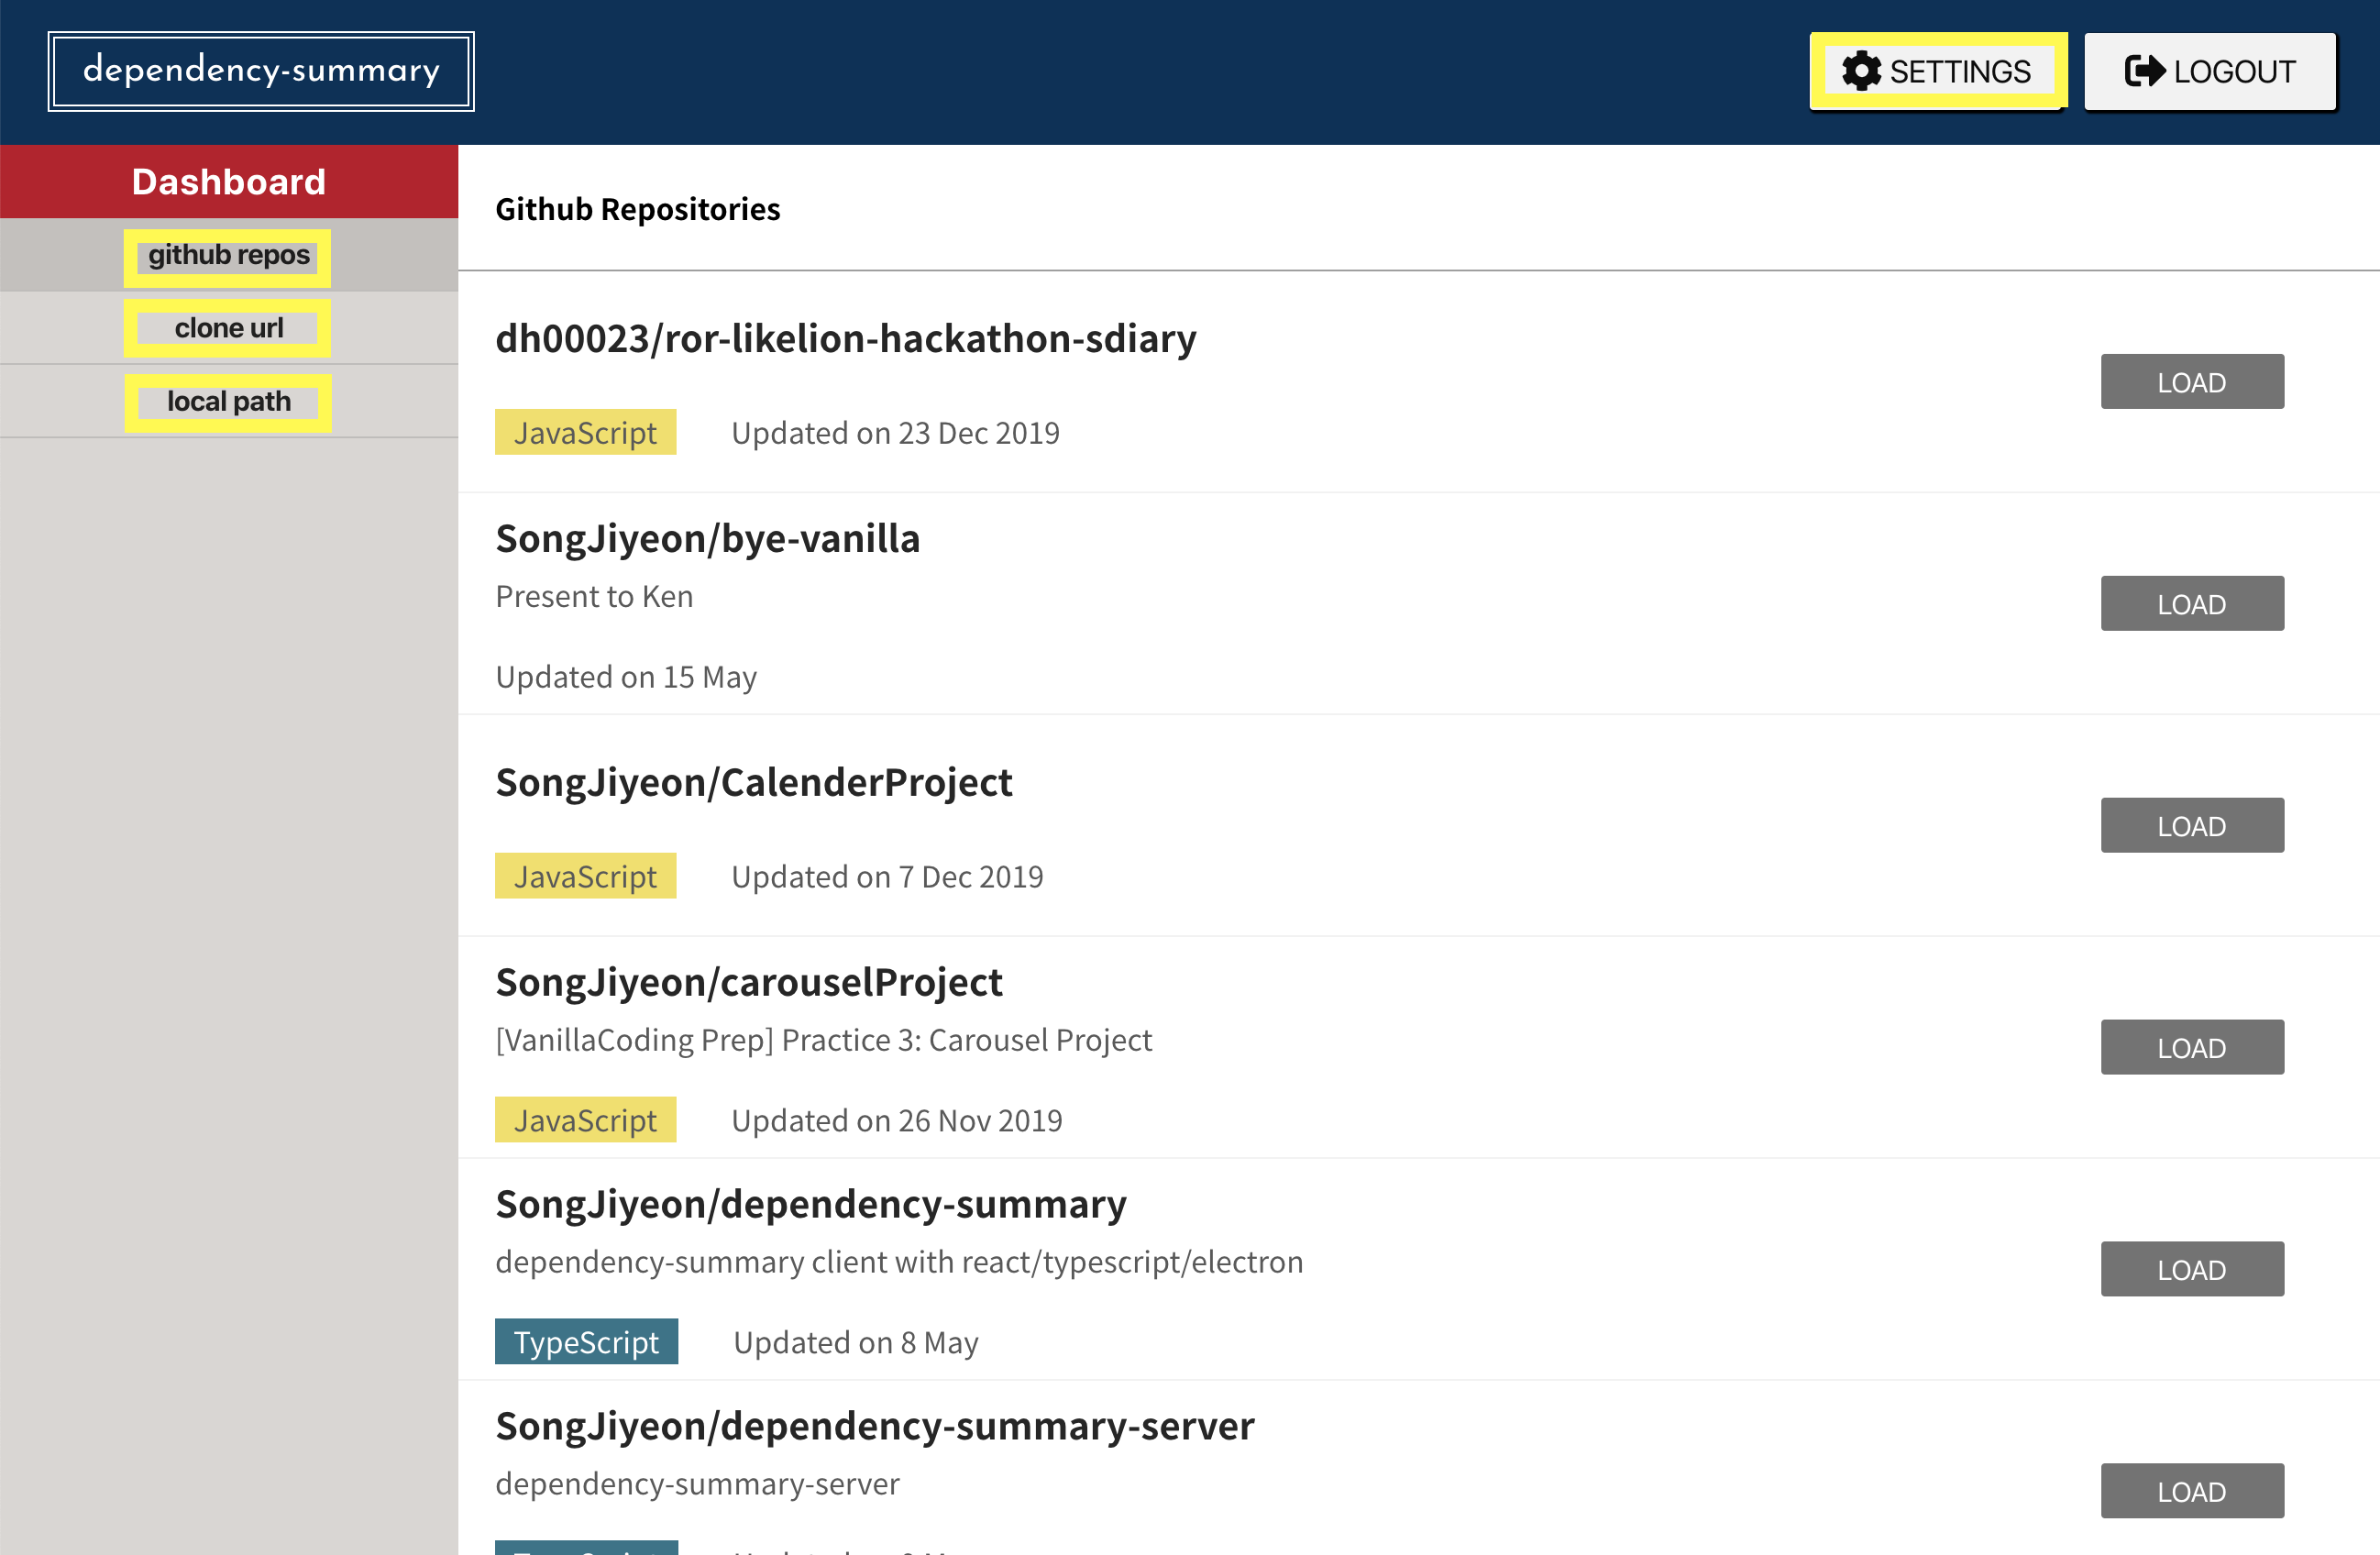 dependency-summary
SETTINGS
LOGOUT
Dashboard
github repos
clone url
local path
Github Repositories
dh00023/ror-likelion-hackathon-sdiary
JavaScript Updated on 23 Dec 2019
LOAD
SongJiyeon/bye-vanilla
Present to Ken
Updated on 15 May
LOAD
SongJiyeon/CalenderProject
JavaScript Updated on 7 Dec 2019
LOAD
SongJiyeon/carouselProject
[VanillaCoding Prep] Practice 3: Carousel Project
JavaScript Updated on 26 Nov 2019
LOAD
SongJiyeon/dependency-summary
dependency-summary client with react/typescript/electron
TypeScript Updated on 8 May
LOAD
SongJiyeon/dependency-summary-server
dependency-summary-server
LOAD